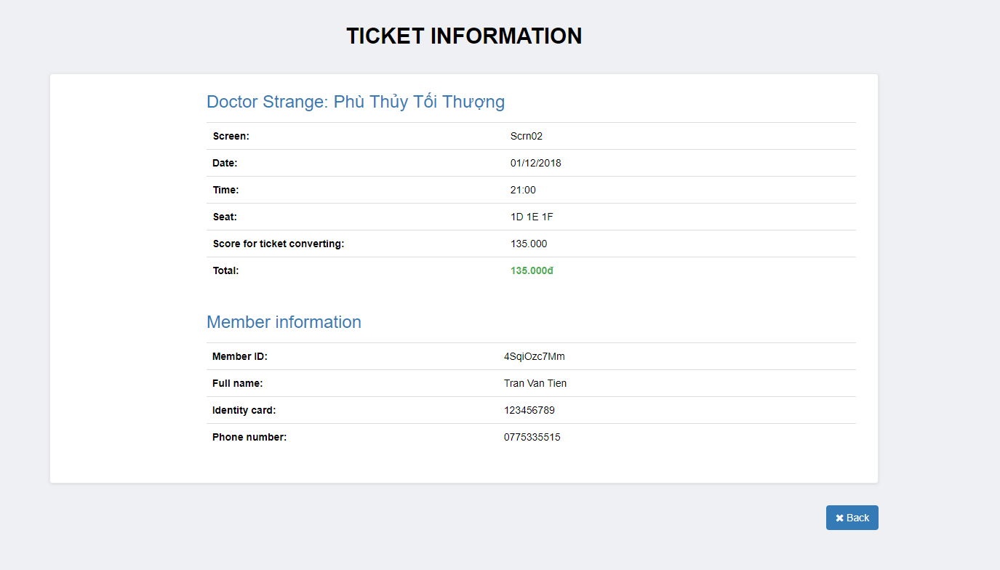 TICKET INFORMATION
Doctor Strange: Phù Thủy Tối Thượng
Screen: Scrn02
Date: 01/12/2018
Time: 21:00
Seat: 1D 1E 1F
Score for ticket converting: 135.000
Total: 135.000đ
Member information
Member ID: 4SqiOzc7Mm
Full name: Tran Van Tien
Identity card: 123456789
Phone number: 0775335515
Back